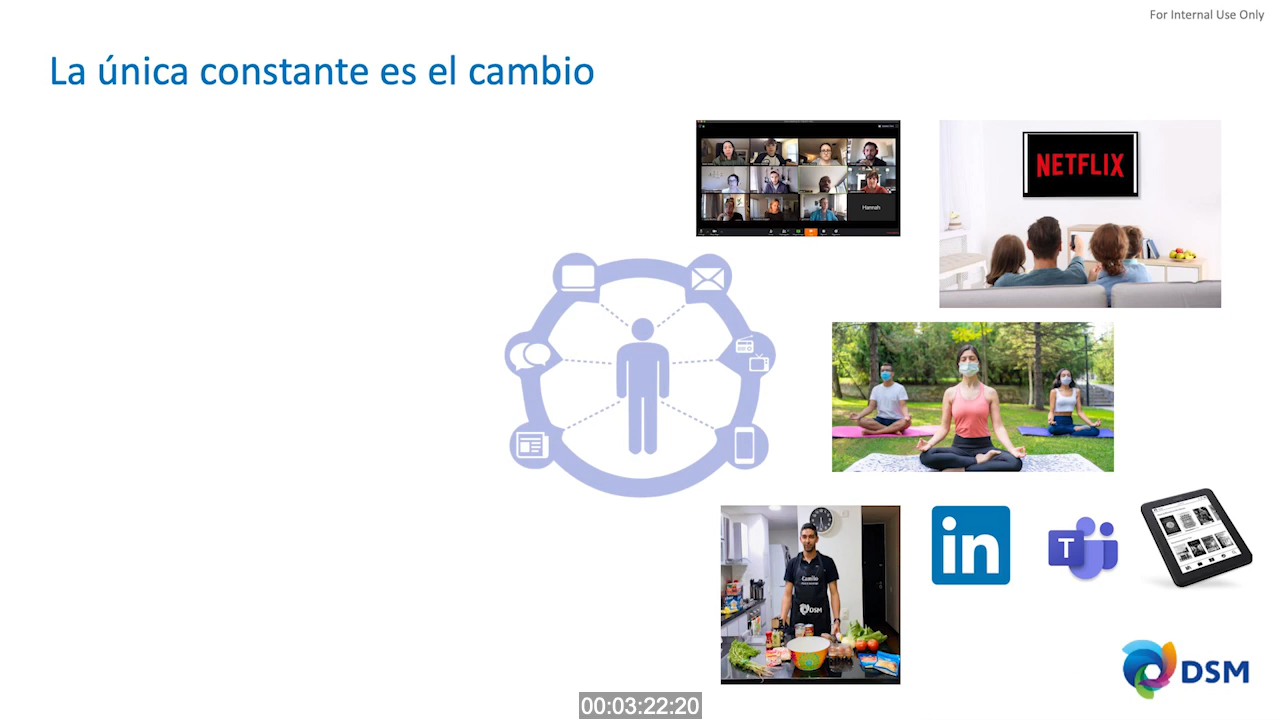 For Internal Use Only
La única constante es el cambio
Hannah
NETFLIX
Camilo
DSM
in
T
DSM
00:03:22:20